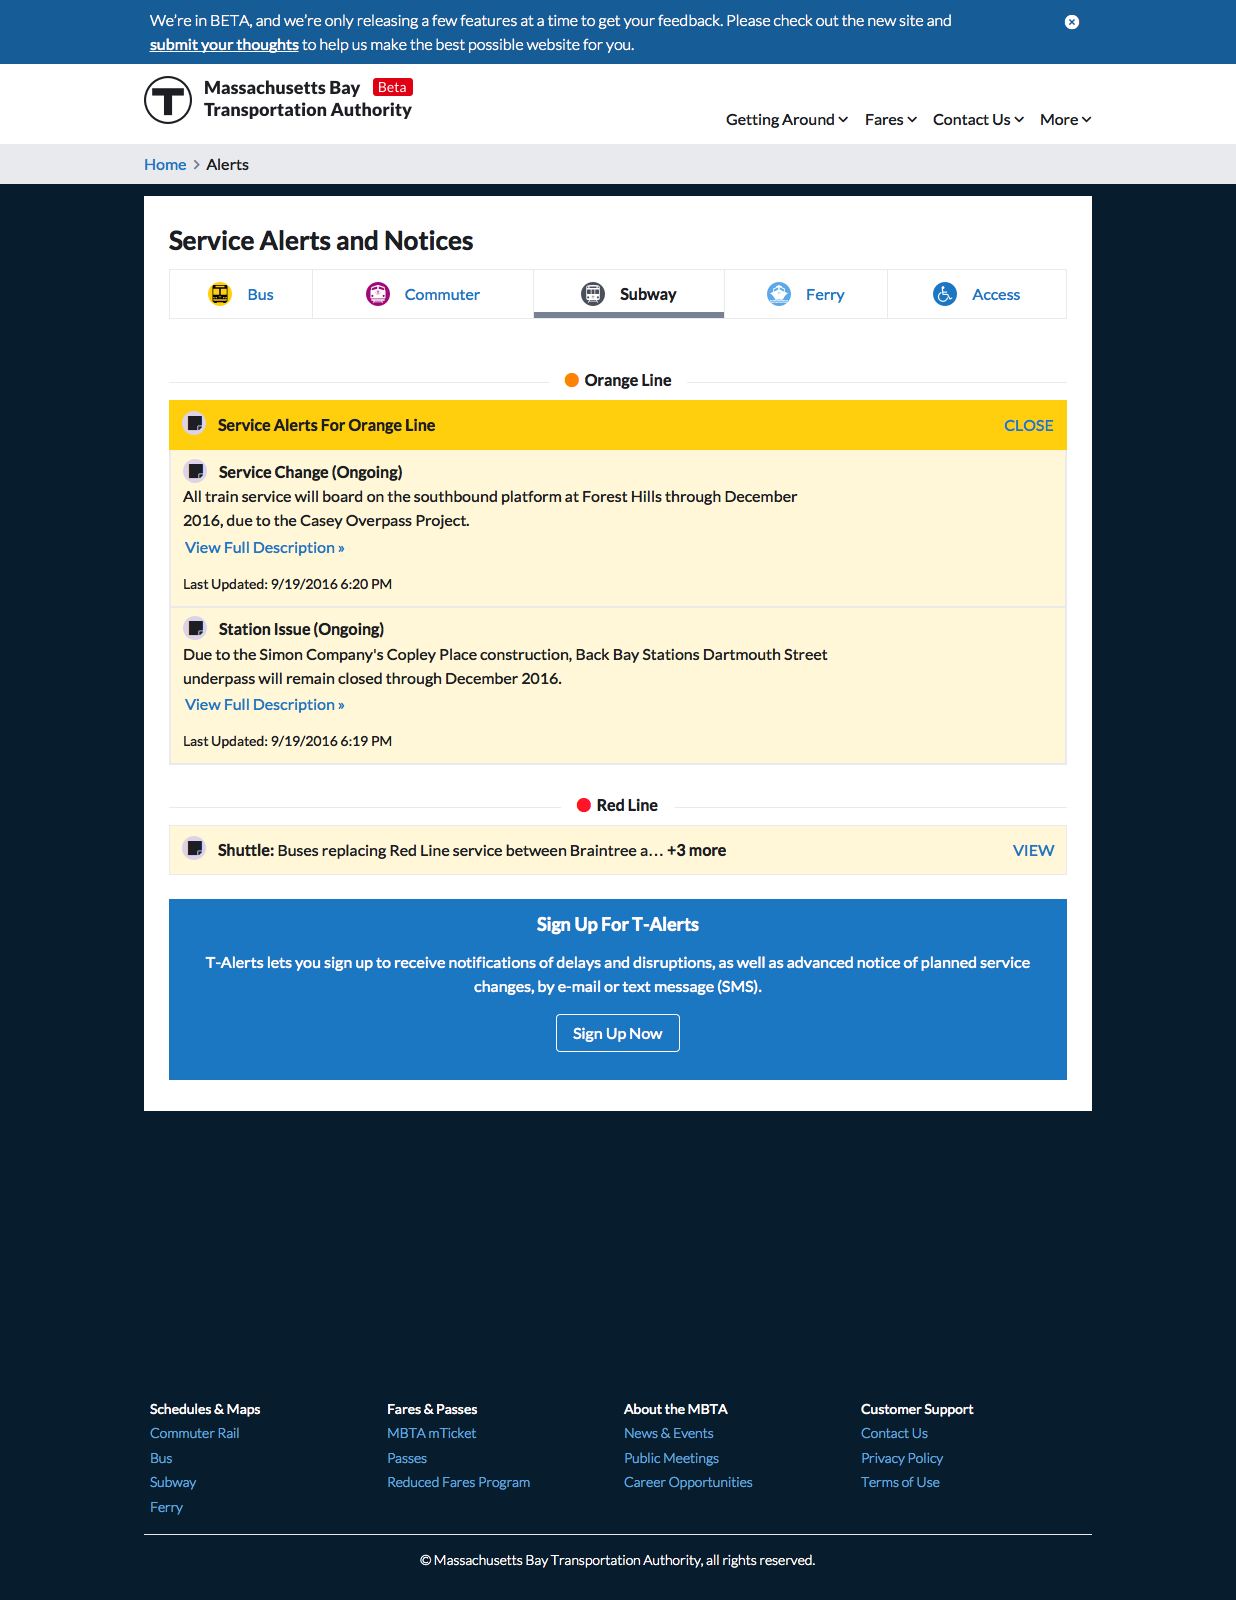 We’re in BETA, and we’re only releasing a few features at a time to get your feedback. Please check out the new site and
submit your thoughts to help us make the best possible website for you.
Massachusetts Bay Beta
Transportation Authority
Getting Around Fares Contact Us More
Home > Alerts
Service Alerts and Notices
Bus Commuter Subway Ferry Access
Orange Line
Service Alerts For Orange Line CLOSE
Service Change (Ongoing)
All train service will board on the southbound platform at Forest Hills through December
2016, due to the Casey Overpass Project.
View Full Description »
Last Updated: 9/19/2016 6:20 PM
Station Issue (Ongoing)
Due to the Simon Company's Copley Place construction, Back Bay Stations Dartmouth Street
underpass will remain closed through December 2016.
View Full Description »
Last Updated: 9/19/2016 6:19 PM
Red Line
Shuttle: Buses replacing Red Line service between Braintree a… +3 more VIEW
Sign Up For T-Alerts
T-Alerts lets you sign up to receive notifications of delays and disruptions, as well as advanced notice of planned service
changes, by e-mail or text message (SMS).
Sign Up Now
Schedules & Maps
Commuter Rail
Bus
Subway
Ferry
Fares & Passes
MBTA mTicket
Passes
Reduced Fares Program
About the MBTA
News & Events
Public Meetings
Career Opportunities
Customer Support
Contact Us
Privacy Policy
Terms of Use
© Massachusetts Bay Transportation Authority, all rights reserved.